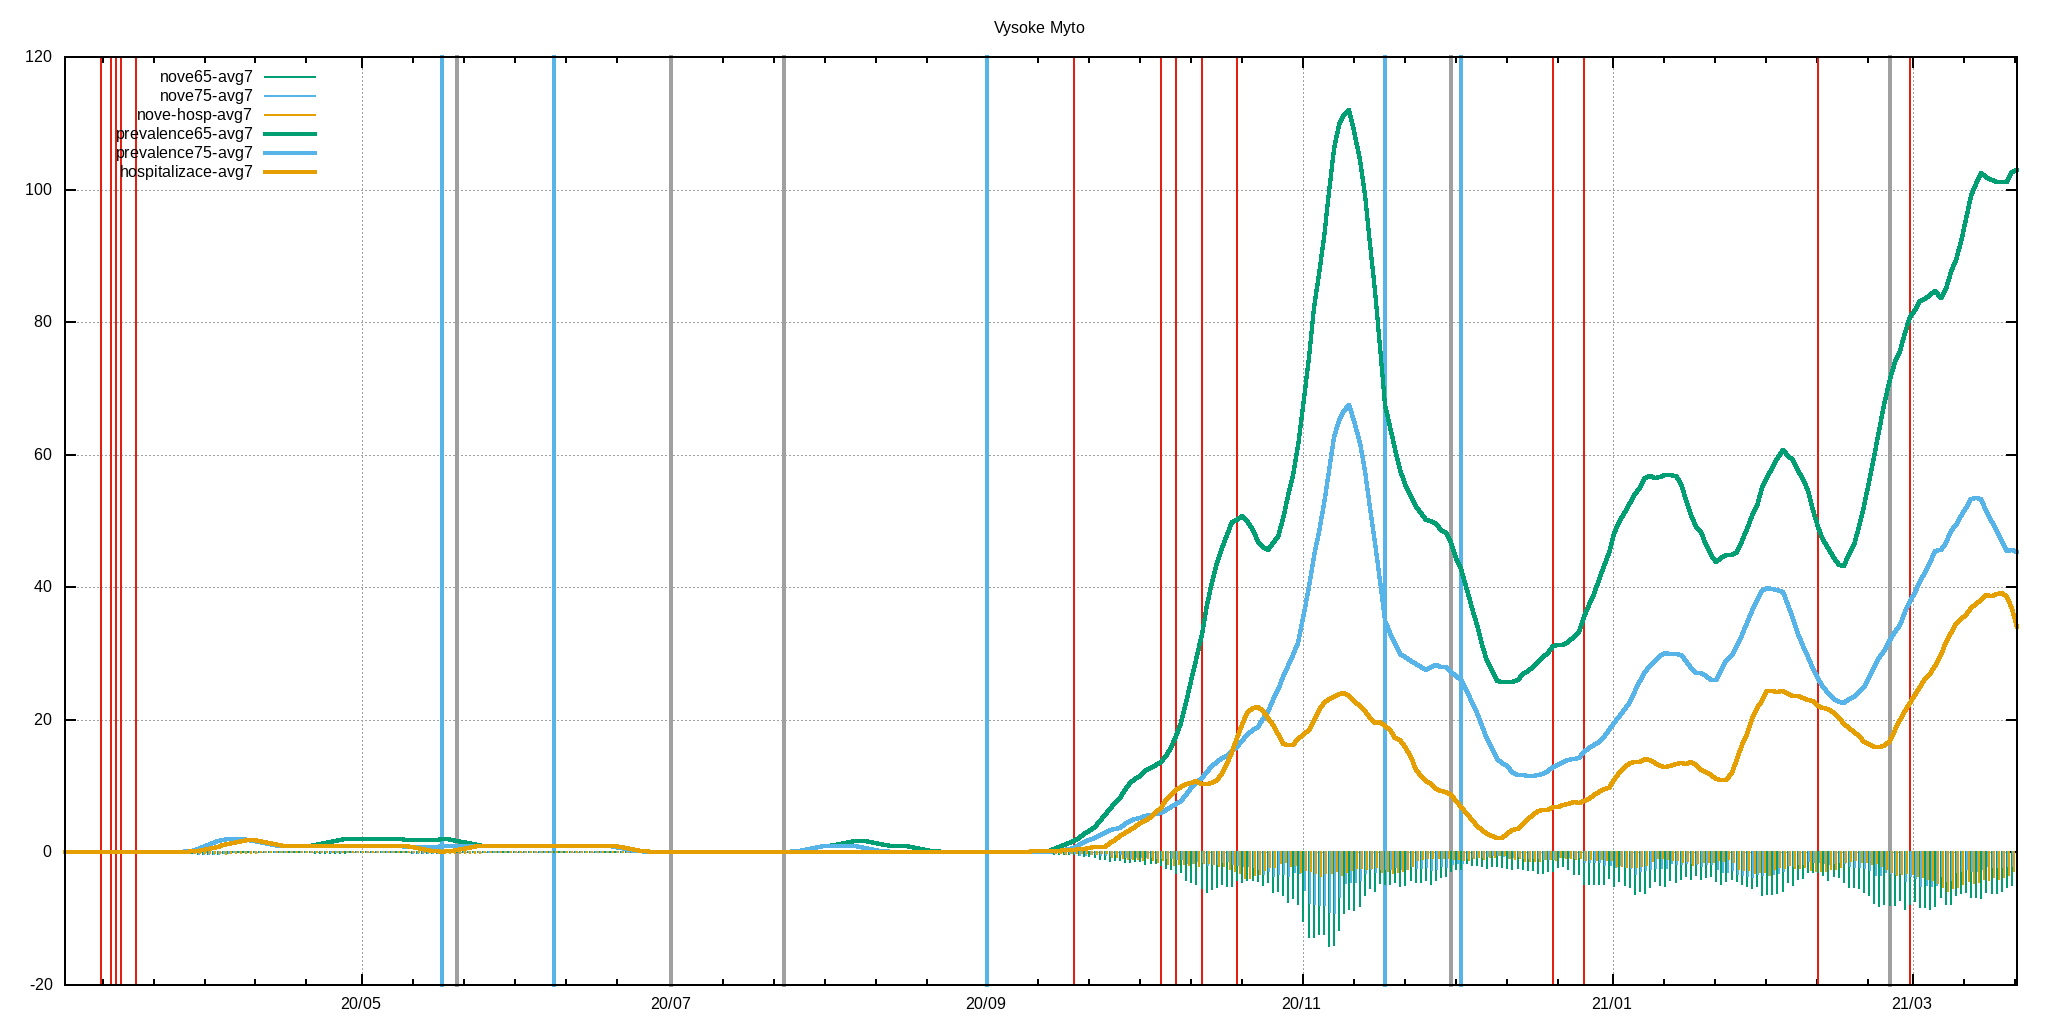 Vysoke Myto
120
100
80
60
40
20
0
-20
nove65-avg7
nove75-avg7
nove-hosp-avg7
prevalence65-avg7
prevalence75-avg7
hospitalizace-avg7
20/05 20/07 20/09 20/11 21/01 21/03